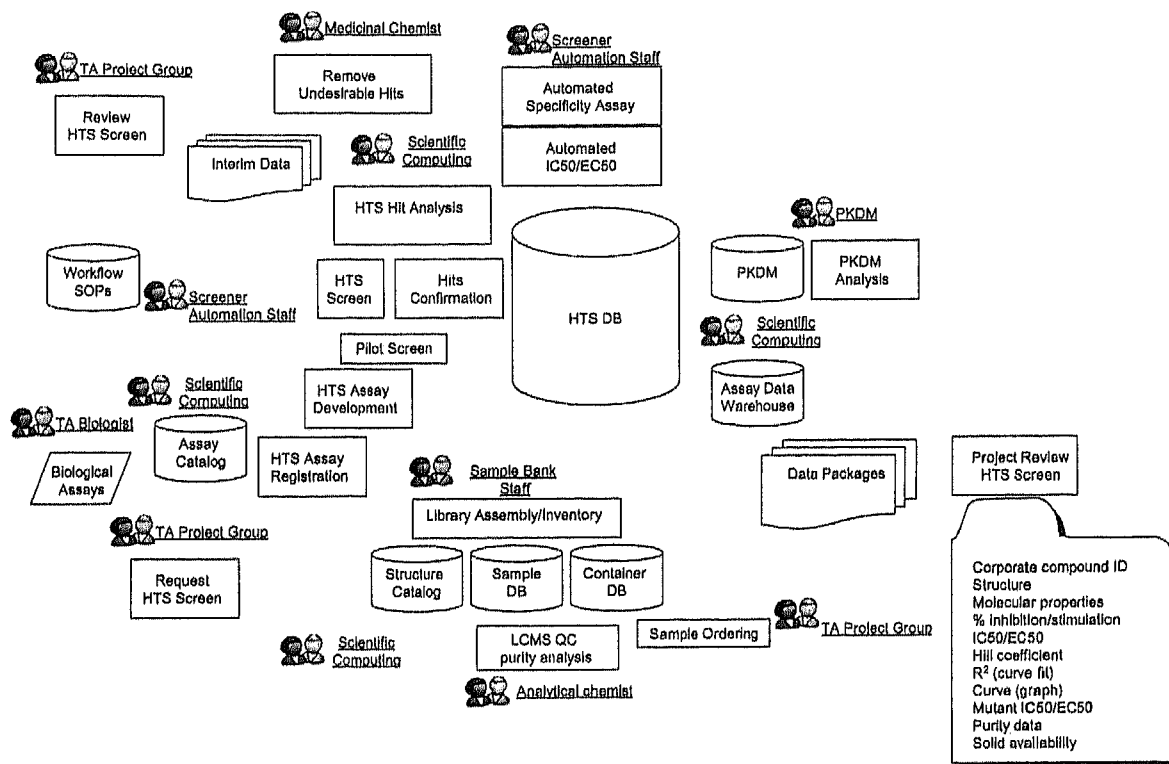 Medicinal Chemist
Remove
Undesirable Hits
Screener
Automation Staff
Automated
Specificity Assay
Automated
IC50/EC50
TA Project Group
Review
HTS Screen
Interim Data
Scientific
Computing
HTS Hit Analysis
Workflow
SOPs
Screener
Automation Staff
HTS
Screen
Hits
Confirmation
Pilot Screen
HTS Assay
Development
HTS DB
PKDM
PKDM
PKDM
Analysis
Scientific
Computing
Assay Data
Warehouse
Scientific
Computing
TA Biologist
Assay
Catalog
Biological
Assays
HTS Assay
Registration
TA Project Group
Request
HTS Screen
Sample Bank
Staff
Library Assembly/Inventory
Structure
Catalog
Sample
DB
Container
DB
Scientific
Computing
LCMS QC
purity analysis
Analytical chemist
Sample Ordering
TA Project Group
Data Packages
Project Review
HTS Screen
Corporate compound ID
Structure
Molecular properties
% inhibition/stimulation
IC50/EC50
Hill coefficient
R² (curve fit)
Curve (graph)
Mutant IC50/EC50
Purity data
Solid availability